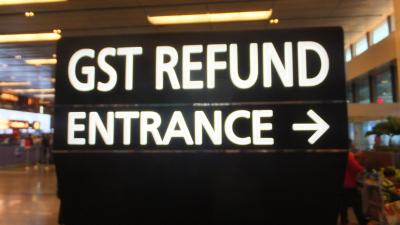 GST REFUND
ENTRANCE →